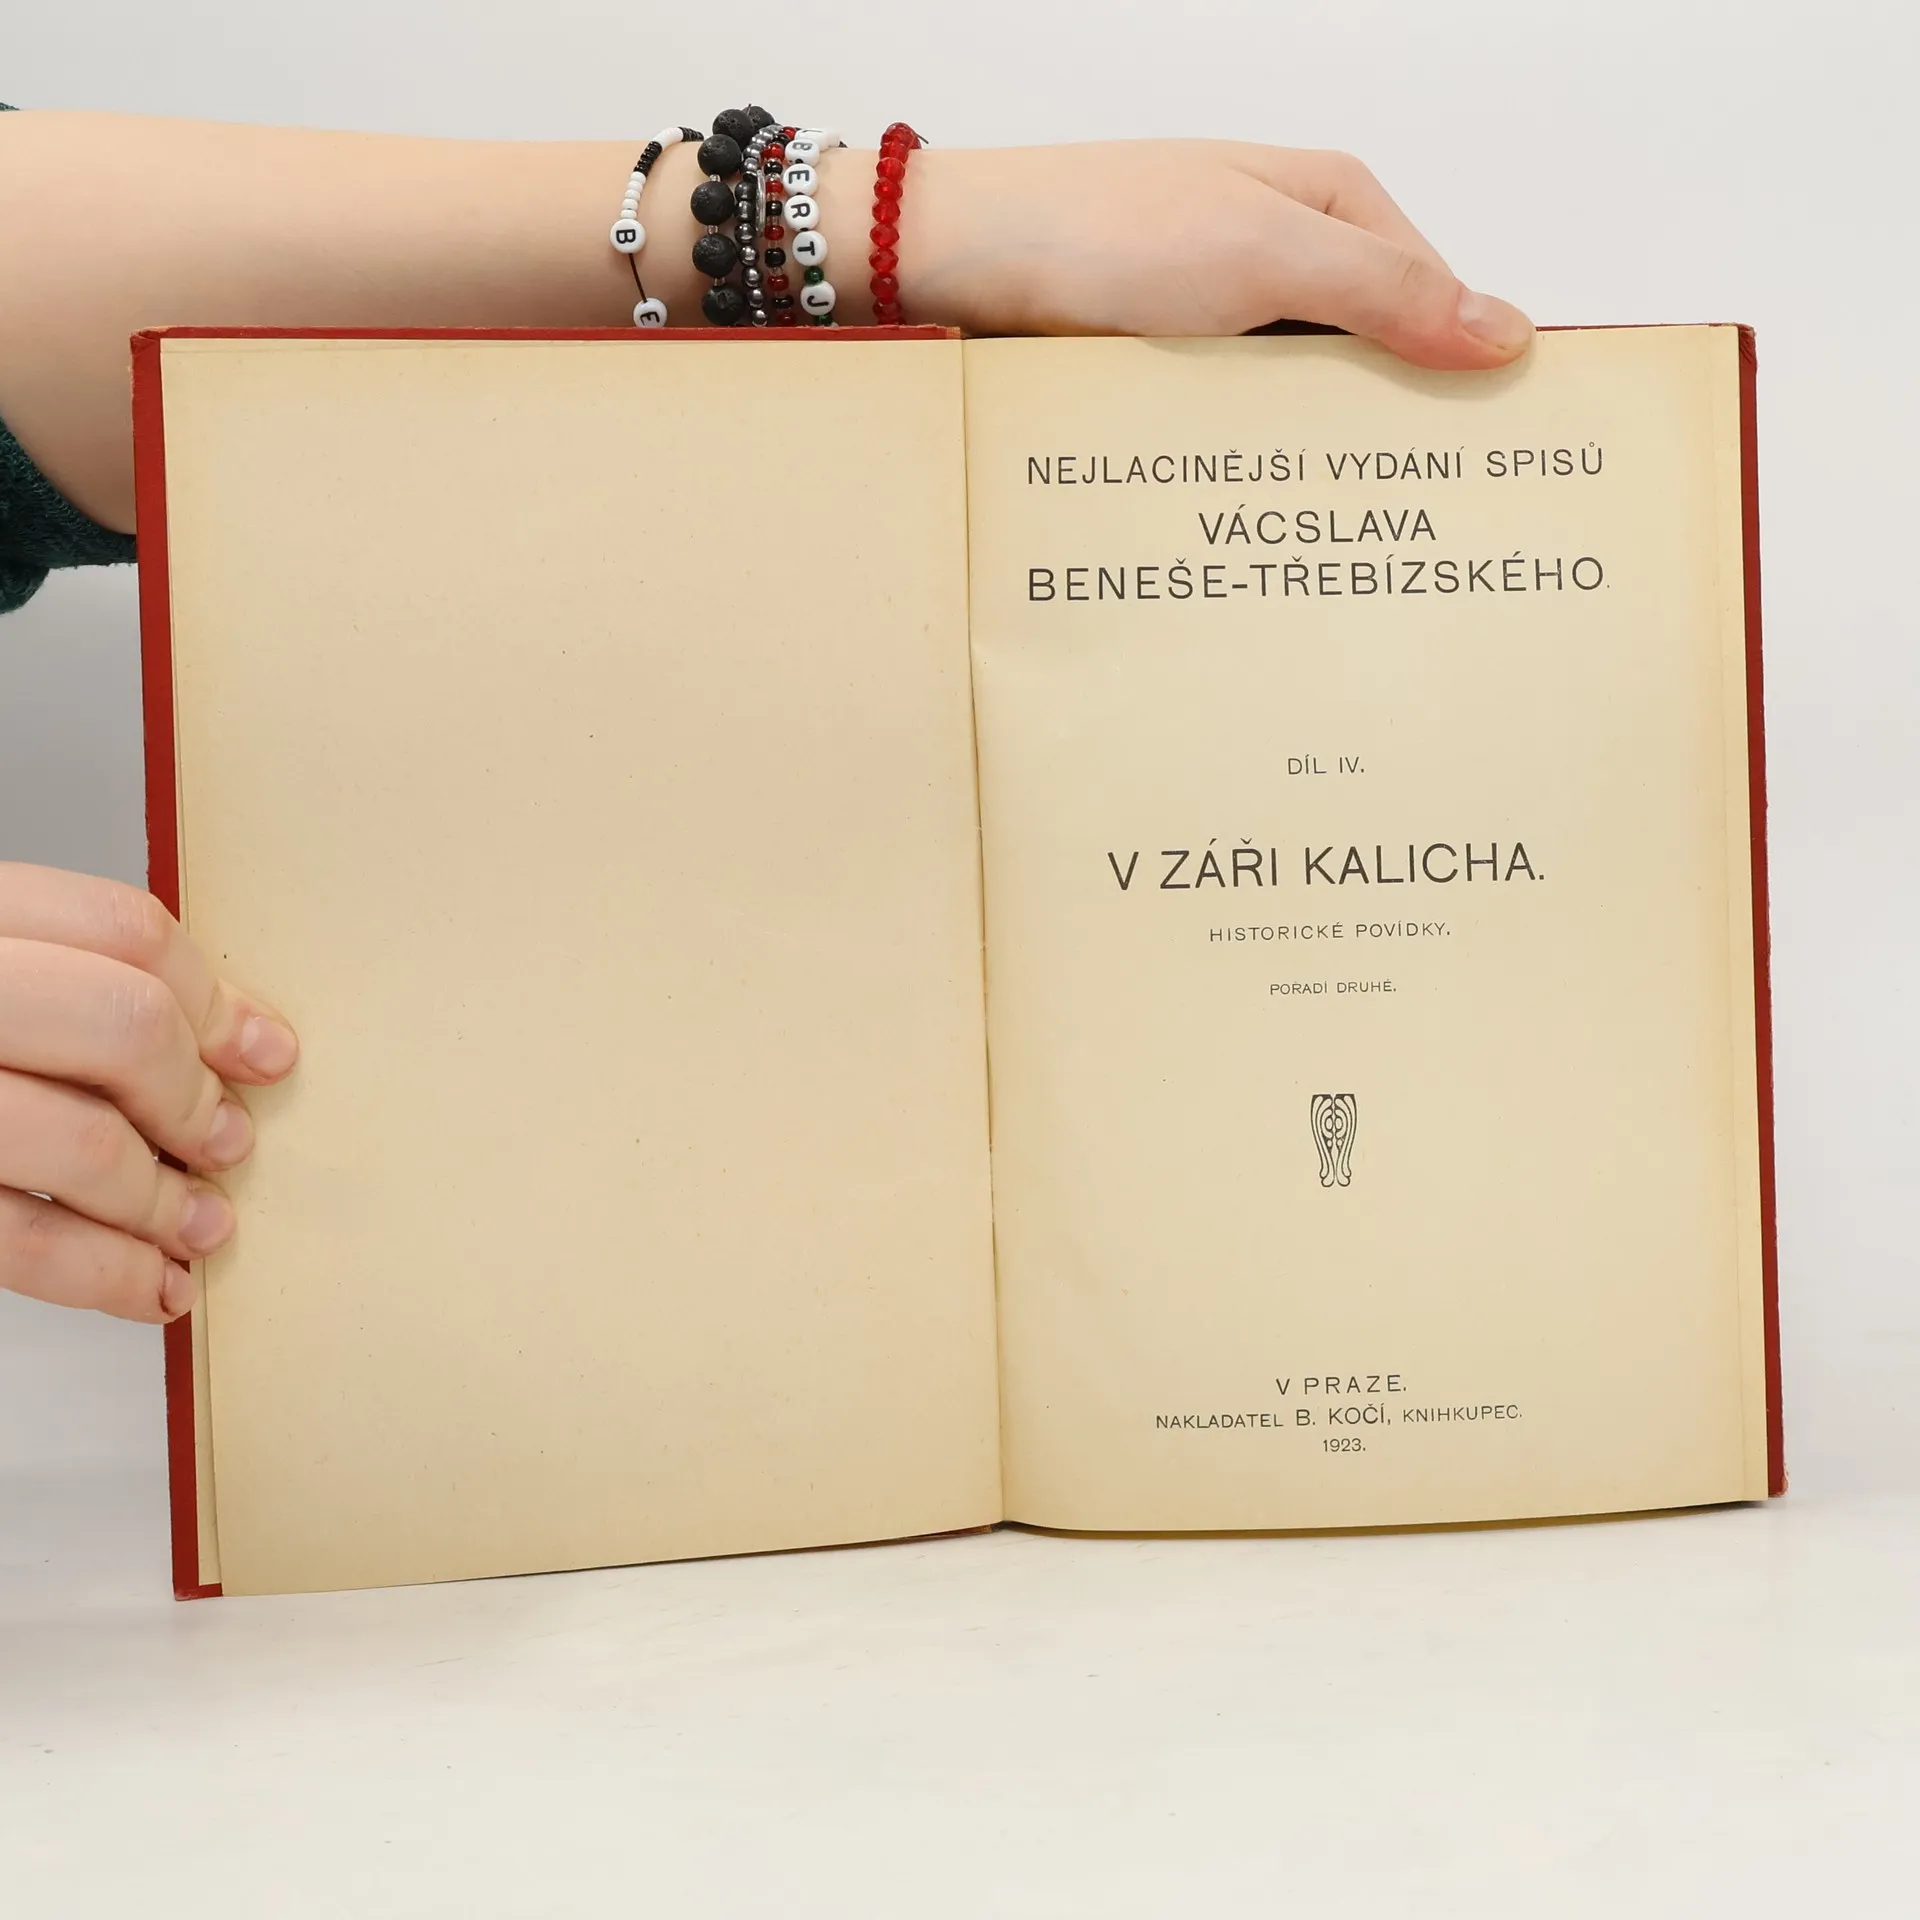 B
E
B
E
R
T
J
NEJLACINĚJŠÍ VYDÁNÍ SPISŮ
VÁCSLAVA
BENEŠE-TŘEBÍZSKÉHO.
DÍL IV.
V ZÁŘI KALICHA.
HISTORICKÉ POVÍDKY.
POŘADÍ DRUHÉ.
V PRAZE.
NAKLADATEL B. KOČÍ, KNIHKUPEC.
1923.